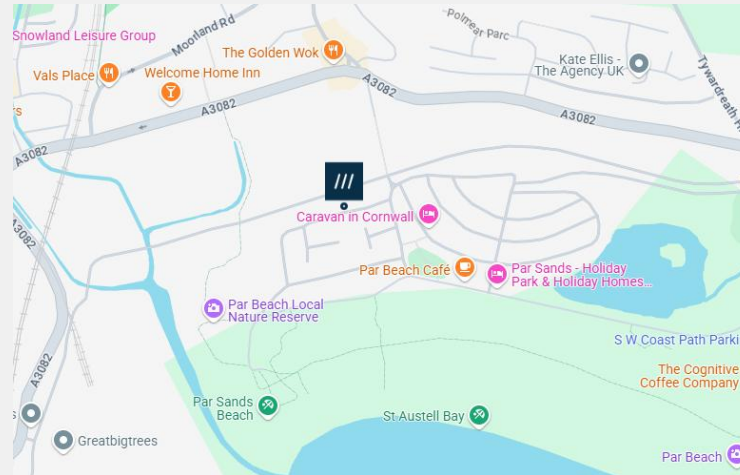 Snowland Leisure Group
Moorland Rd
Polmear Parc
The Golden Wok
Kate Ellis -
The Agency UK
Vals Place
Welcome Home Inn
A3082
A3082
A3082
A3082
Tywardreath H
rs
///
Caravan in Cornwall
A3082
Par Beach Café
Par Sands - Holiday
Park & Holiday Homes...
Par Beach Local
Nature Reserve
S W Coast Path Parki
A3082
The Cognitive
Coffee Company
Par Sands
Beach
St Austell Bay
s
Greatbigtrees
Par Beach